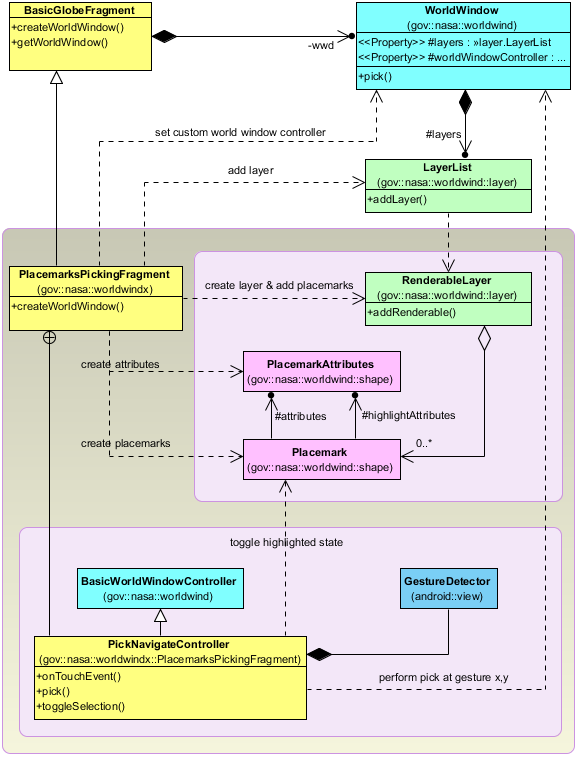 BasicGlobeFragment
+createWorldWindow()
+getWorldWindow()
WorldWindow
(gov::nasa::worldwind)
<<Property>> #layers : »layer.LayerList
<<Property>> #worldWindowController : ...
+pick()
-wwd
#layers
set custom world window controller
add layer
LayerList
(gov::nasa::worldwind::layer)
+addLayer()
PlacemarksPickingFragment
(gov::nasa::worldwindx)
+createWorldWindow()
create layer & add placemarks
RenderableLayer
(gov::nasa::worldwind::layer)
+addRenderable()
create attributes
PlacemarkAttributes
(gov::nasa::worldwind::shape)
#attributes
#highlightAttributes
create placemarks
0..*
Placemark
(gov::nasa::worldwind::shape)
toggle highlighted state
BasicWorldWindowController
(gov::nasa::worldwind)
GestureDetector
(android::view)
PickNavigateController
(gov::nasa::worldwindx::PlacemarksPickingFragment)
+onTouchEvent()
+pick()
+toggleSelection()
perform pick at gesture x,y